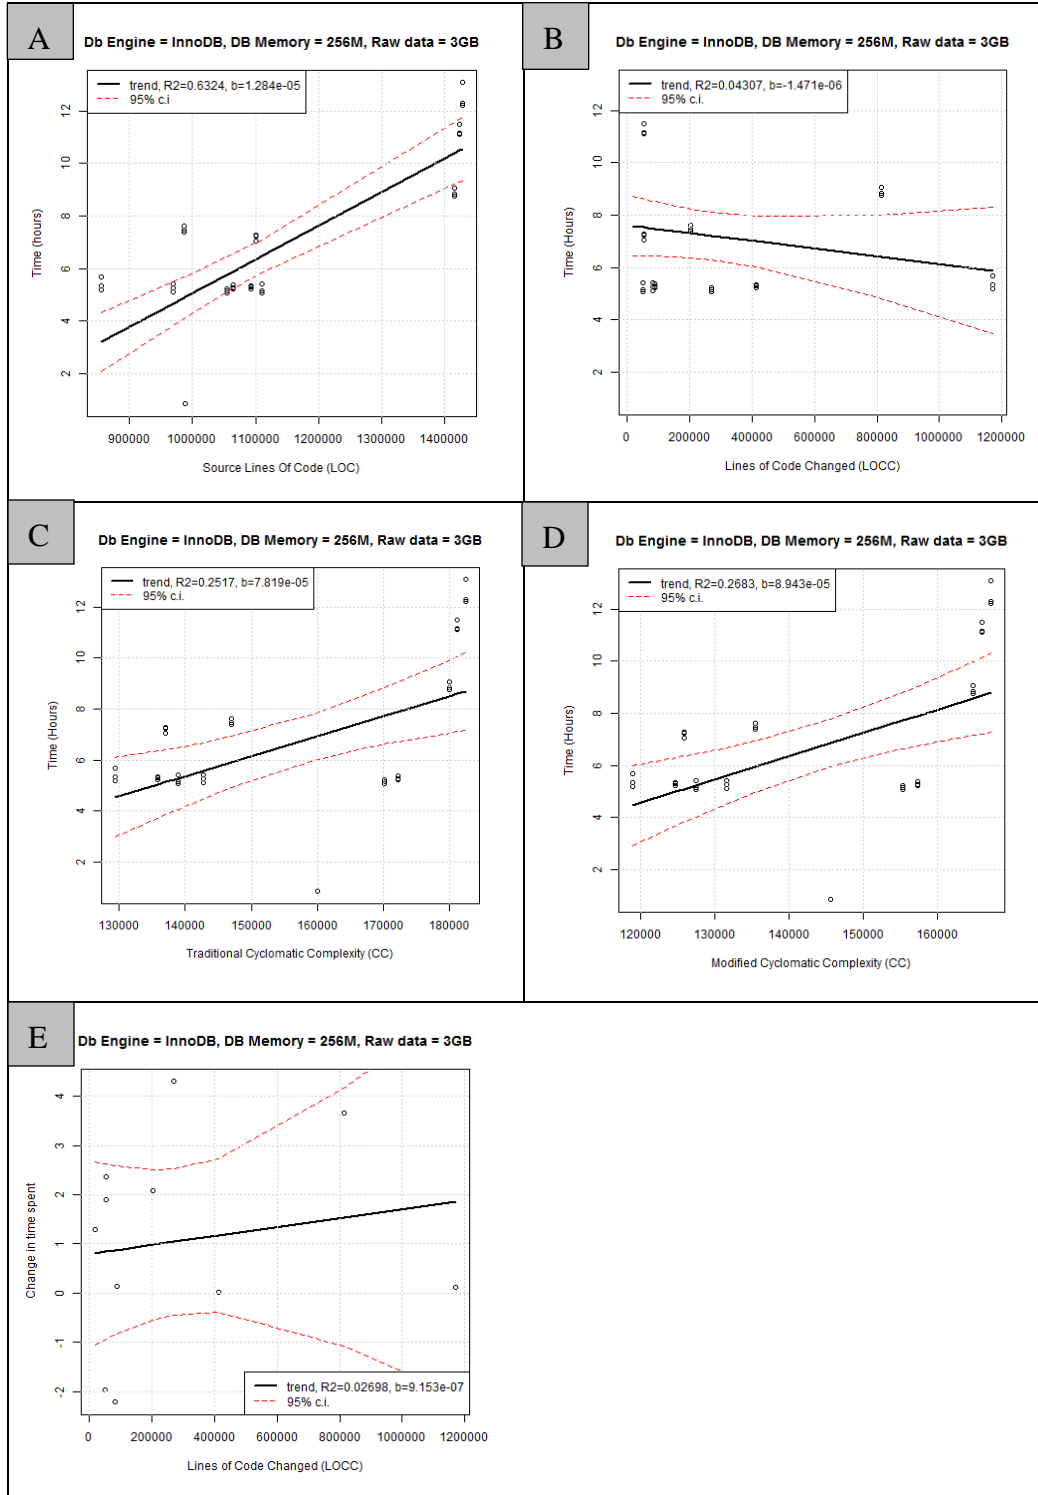 A
Db Engine = InnoDB, DB Memory = 256M, Raw data = 3GB
trend, R2=0.6324, b=1.284e-05
95% c.i.
Time (hours)
2 4 6 8 10 12
900000 1000000 1100000 1200000 1300000 1400000
Source Lines Of Code (LOC)
B
Db Engine = InnoDB, DB Memory = 256M, Raw data = 3GB
trend, R2=0.04307, b=-1.471e-06
95% c.i.
Time (Hours)
2 4 6 8 10 12
0 200000 400000 600000 800000 1000000 1200000
Lines of Code Changed (LOCC)
C
Db Engine = InnoDB, DB Memory = 256M, Raw data = 3GB
trend, R2=0.2517, b=7.819e-05
95% c.i.
Time (Hours)
2 4 6 8 10 12
130000 140000 150000 160000 170000 180000
Traditional Cyclomatic Complexity (CC)
D
Db Engine = InnoDB, DB Memory = 256M, Raw data = 3GB
trend, R2=0.2683, b=8.943e-05
95% c.i.
Time (Hours)
2 4 6 8 10 12
120000 130000 140000 150000 160000
Modified Cyclomatic Complexity (CC)
E
Db Engine = InnoDB, DB Memory = 256M, Raw data = 3GB
Change in time spent
-2 -1 0 1 2 3 4
trend, R2=0.02698, b=9.153e-07
95% c.i.
0 200000 400000 600000 800000 1000000 1200000
Lines of Code Changed (LOCC)